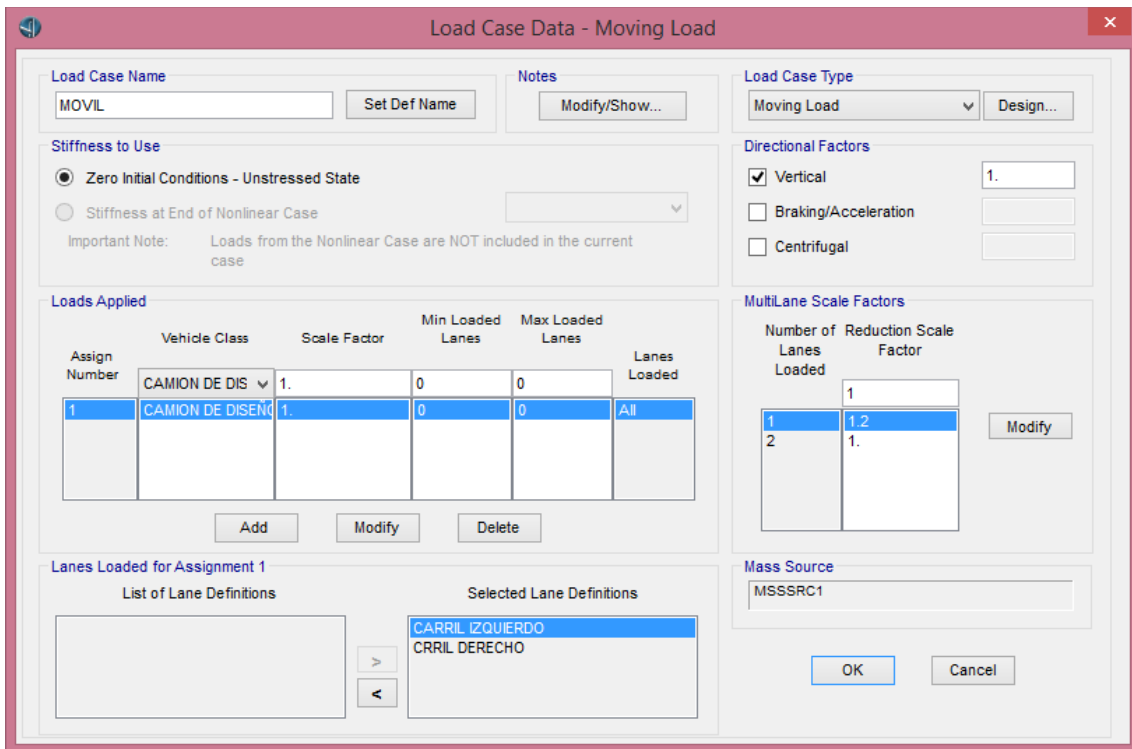 Load Case Data - Moving Load
Load Case Name
MOVIL
Set Def Name
Notes
Modify/Show...
Load Case Type
Moving Load
Design...
Stiffness to Use
Zero Initial Conditions - Unstressed State
Stiffness at End of Nonlinear Case
Important Note: Loads from the Nonlinear Case are NOT included in the current
case
Directional Factors
Vertical 1.
Braking/Acceleration
Centrifugal
Loads Applied
Assign
Number
Vehicle Class
Scale Factor
Min Loaded
Lanes
Max Loaded
Lanes
Lanes
Loaded
CAMION DE DIS 1. 0 0
1 CAMION DE DISEÑO 1. 0 0 All
Add
Modify
Delete
MultiLane Scale Factors
Number of
Lanes
Loaded
Reduction Scale
Factor
1
1 1.2
2 1.
Modify
Lanes Loaded for Assignment 1
List of Lane Definitions
Selected Lane Definitions
CARRIL IZQUIERDO
CRRIL DERECHO
>
<
Mass Source
MSSSRC1
OK
Cancel